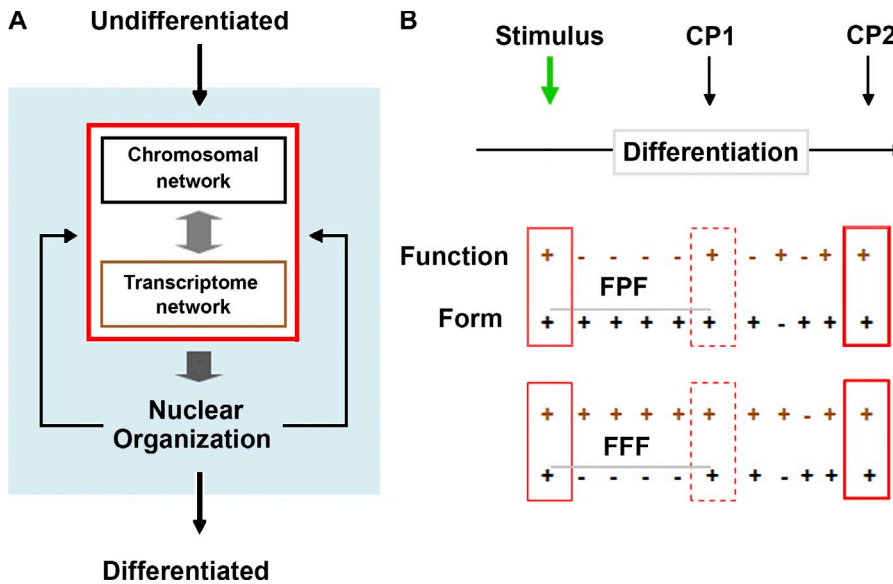 A
Undifferentiated
Chromosomal
network
Transcriptome
network
Nuclear
Organization
Differentiated
B
Stimulus CP1 CP2
Differentiation
Function + - - - - + - + - + +
FPF
Form + + + + + + + - + + +
+ + + + + + + + - + +
FFF
+ - - - - + + - + + +